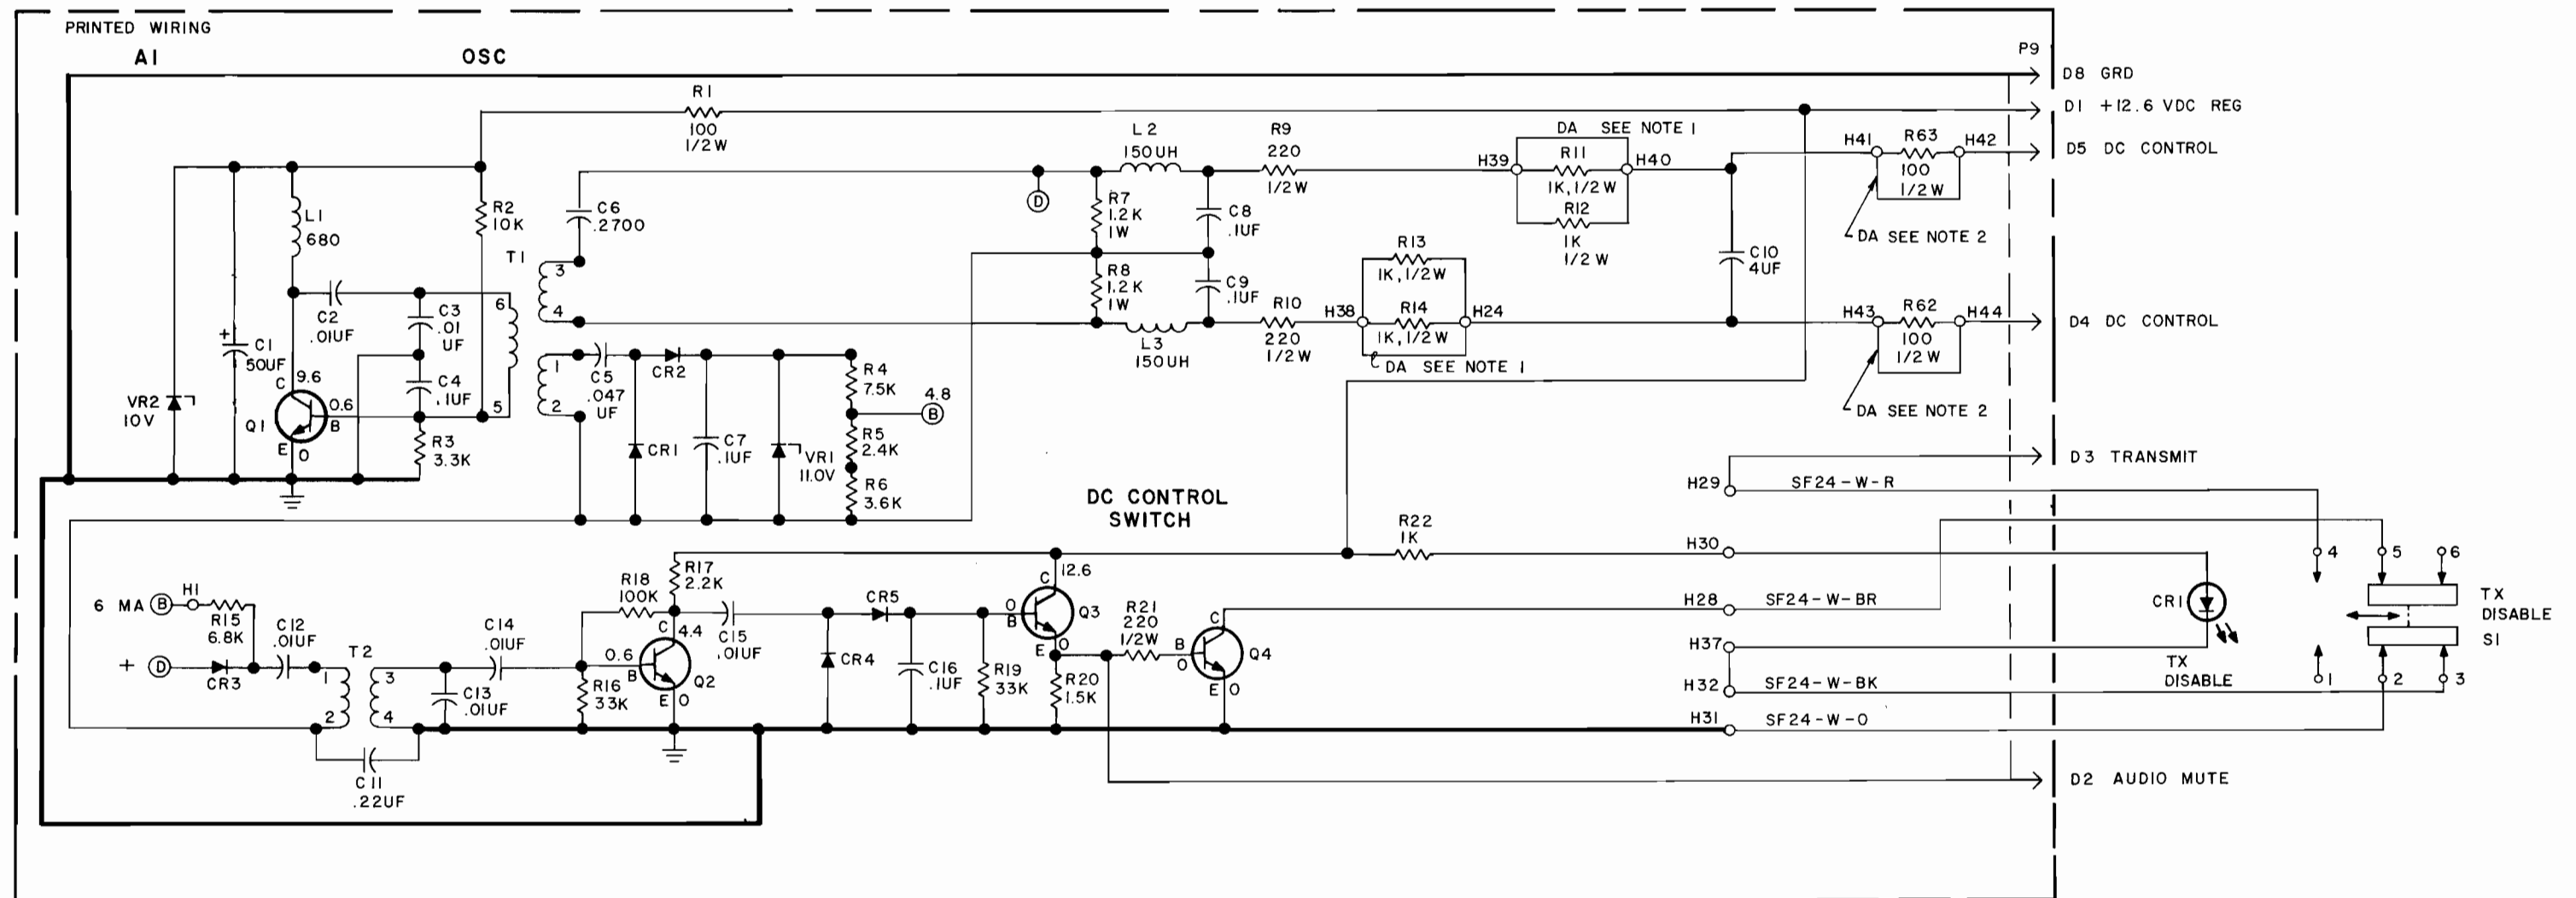 PRINTED WIRING
A1
OSC
P9
D8 GRD
D1 +12.6 VDC REG
D5 DC CONTROL
D4 DC CONTROL
D3 TRANSMIT
D2 AUDIO MUTE
R1
100
1/2W
L1
680
C1
50UF
+
VR2
10V
C2
.01UF
C3
.01
UF
C4
.1UF
R2
10K
R3
3.3K
Q1
C
9.6
0.6
B
E
0
T1
6
5
3
4
1
2
C6
.2700
C5
.047
UF
CR1
CR2
C7
.1UF
VR1
11.0V
R4
7.5K
R5
2.4K
R6
3.6K
4.8
B
D
L2
150UH
R7
1.2K
1W
R8
1.2K
1W
C8
.1UF
C9
.1UF
L3
150UH
R9
220
1/2W
R10
220
1/2W
H39
DA SEE NOTE 1
R11
1K,1/2W
R12
1K
1/2W
H40
H38
R13
1K,1/2W
R14
1K,1/2W
H24
DA SEE NOTE 1
C10
4UF
H41
R63
100
1/2W
H42
DA SEE NOTE 2
H43
R62
100
1/2W
H44
DA SEE NOTE 2
DC CONTROL
SWITCH
6 MA
B
H1
R15
6.8K
+
D
CR3
C12
.01UF
T2
1
2
3
4
C11
.22UF
C13
.01UF
C14
.01UF
R18
100K
R17
2.2K
R16
33K
0.6
B
C
4.4
Q2
E
0
C15
.01UF
CR4
CR5
C16
.1UF
R19
33K
C
12.6
0
B
Q3
E
0
R20
1.5K
R21
220
1/2W
B
0
C
Q4
E
0
R22
1K
H29
SF24-W-R
H30
H28
SF24-W-BR
H37
H32
SF24-W-BK
H31
SF24-W-O
CR1
TX
DISABLE
4
5
6
1
2
3
TX
DISABLE
S1